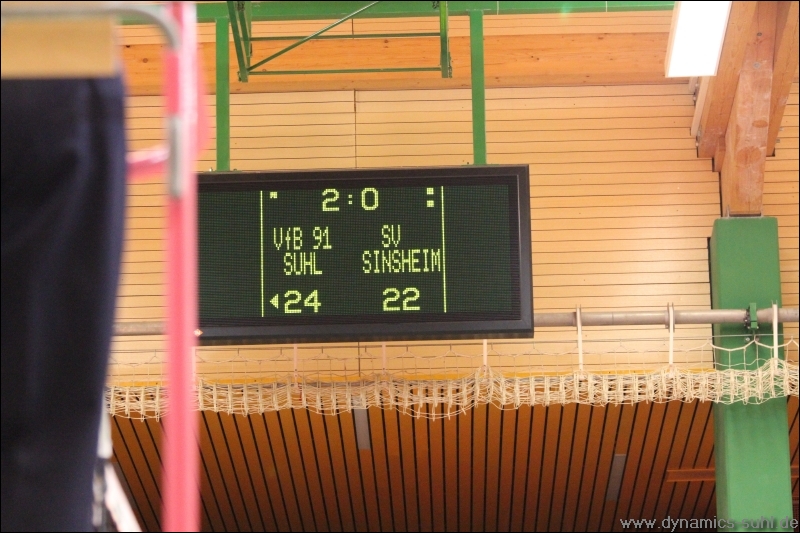 2:0
VfB 91 SV
SUHL SINSHEIM
24 22
www.dynamics-suhl.de